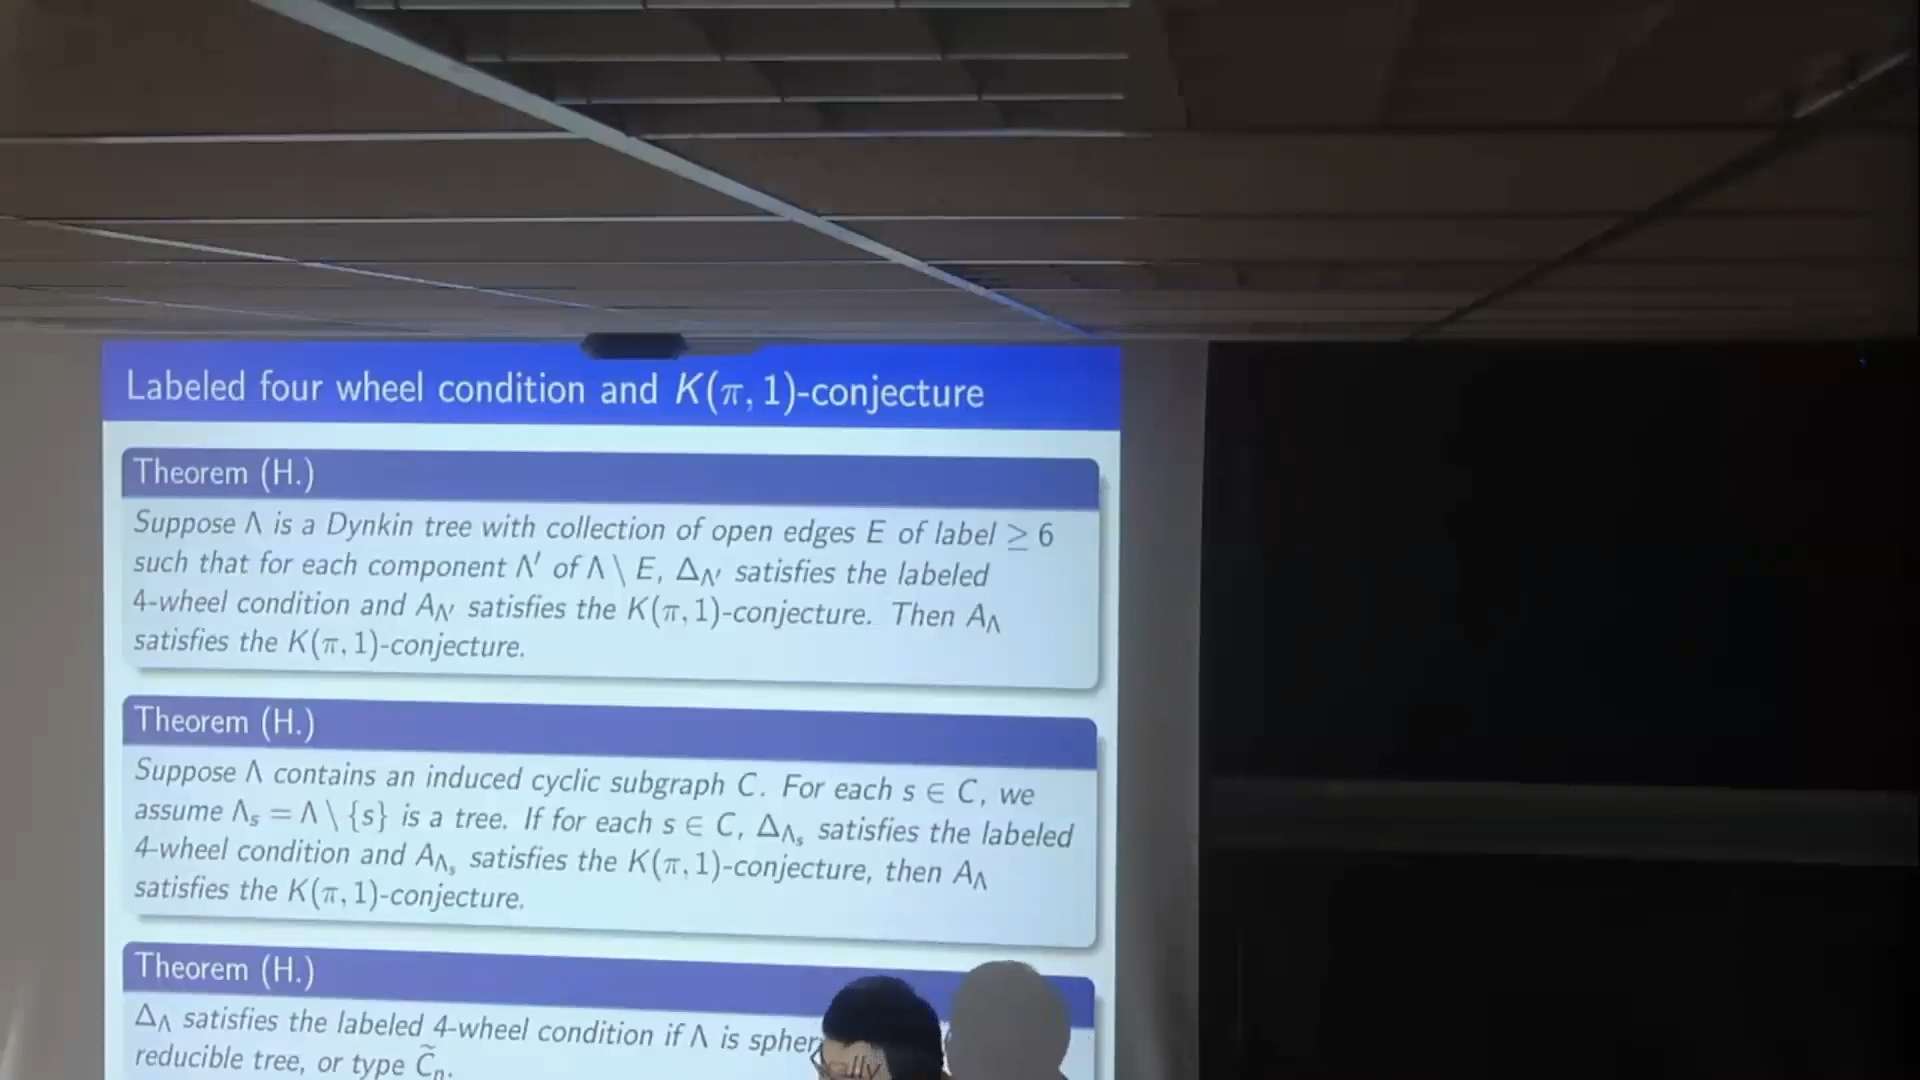 Labeled four wheel condition and K(π, 1)-conjecture
Theorem (H.)
Suppose Λ is a Dynkin tree with collection of open edges E of label ≥ 6
such that for each component Λ′ of Λ \ E, Δ_Λ′ satisfies the labeled
4-wheel condition and A_Λ′ satisfies the K(π, 1)-conjecture. Then A_Λ
satisfies the K(π, 1)-conjecture.
Theorem (H.)
Suppose Λ contains an induced cyclic subgraph C. For each s ∈ C, we
assume Λ_s = Λ \ {s} is a tree. If for each s ∈ C, Δ_Λ_s satisfies the labeled
4-wheel condition and A_Λ_s satisfies the K(π, 1)-conjecture, then A_Λ
satisfies the K(π, 1)-conjecture.
Theorem (H.)
Δ_Λ satisfies the labeled 4-wheel condition if Λ is spher
reducible tree, or type C̃_n.